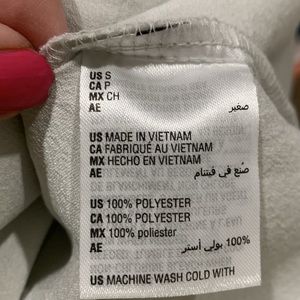 US S
CA P
MX CH
AE صغير
US MADE IN VIETNAM
CA FABRIQUÉ AU VIETNAM
MX HECHO EN VIETNAM
AE صنع في فيتنام
US 100% POLYESTER
CA 100% POLYESTER
MX 100% poliester
AE 100% بولي أستر
US MACHINE WASH COLD WITH